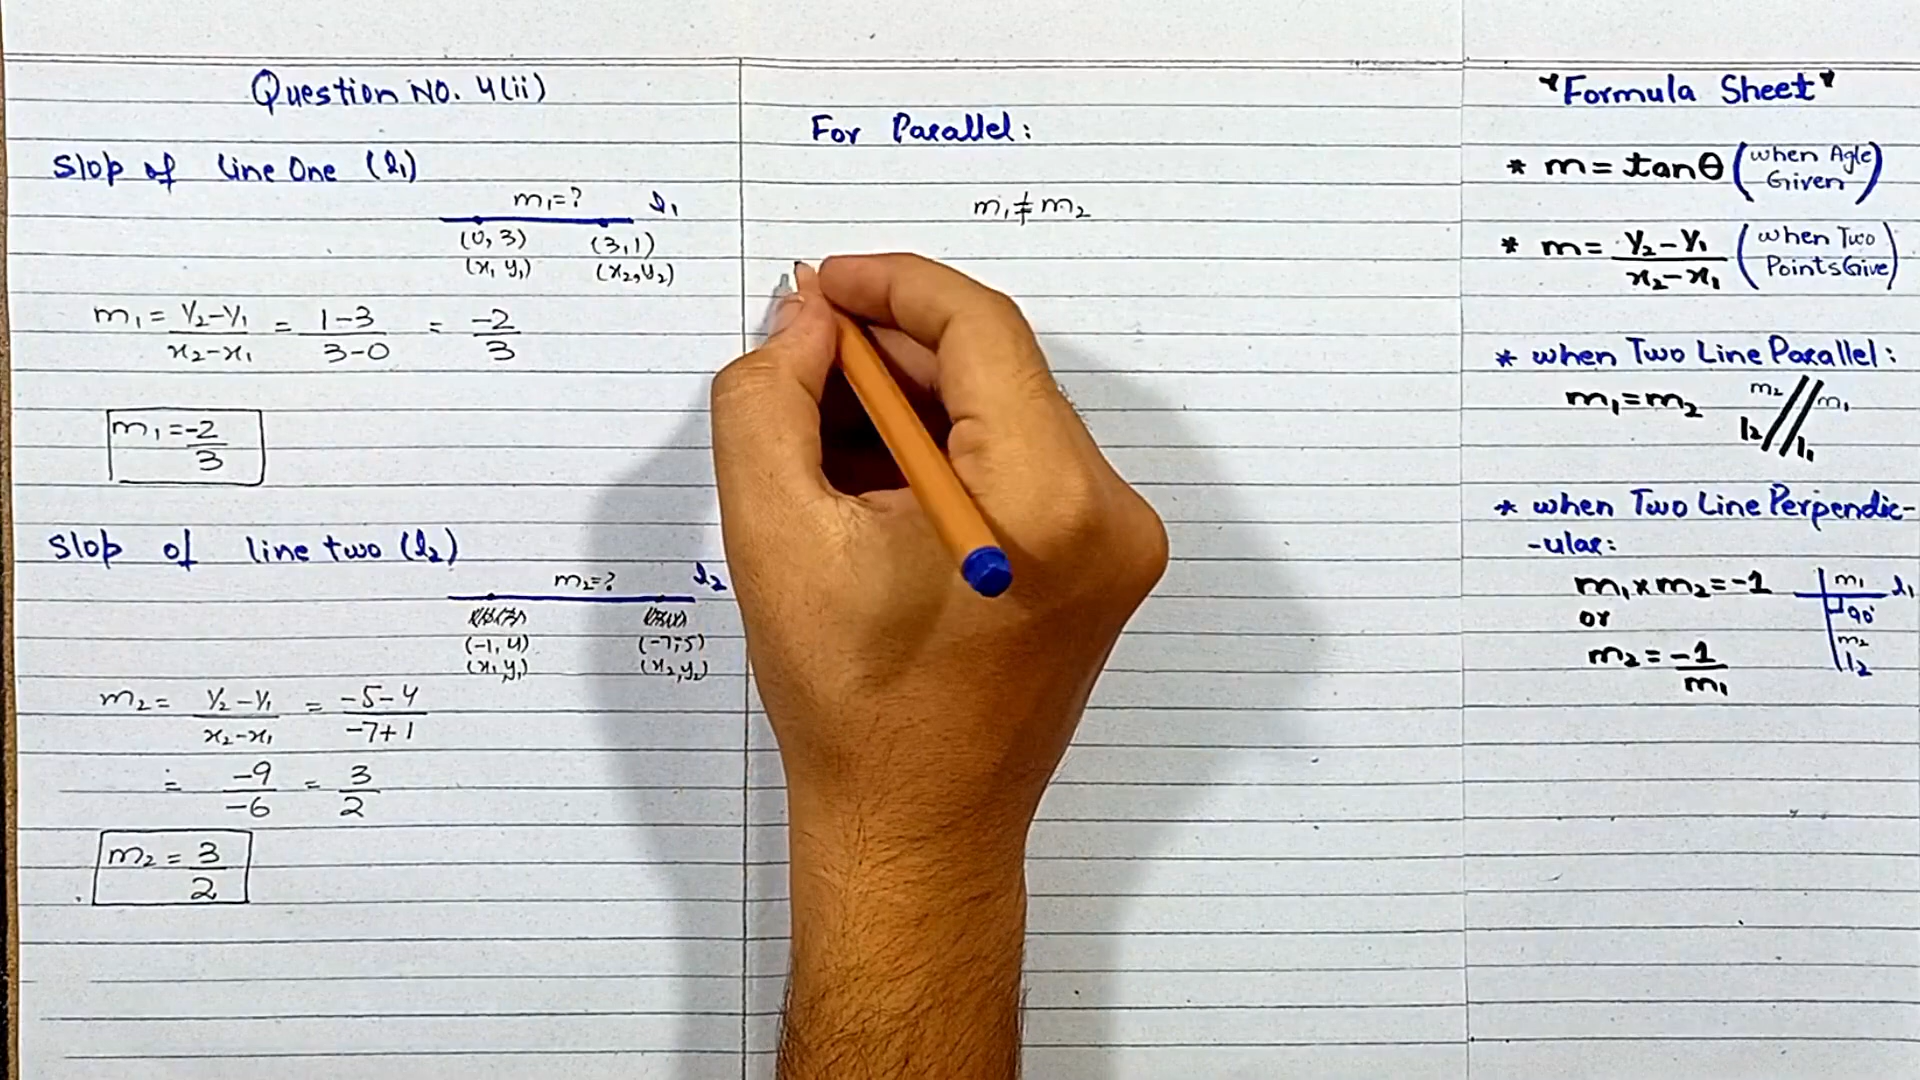 Question No. 4(ii)
Slop of line One (l₁)
m₁=? l₁
(0, 3) (3,1)
(x₁ y₁) (x₂,y₂)
m₁ = y₂-y₁/x₂-x₁ = 1-3/3-0 = -2/3
m₁ = -2/3
Slop of line two (l₂)
m₂=? l₂
(-1, 4) (-7,-5)
(x₁,y₁) (x₂,y₂)
m₂ = y₂-y₁/x₂-x₁ = -5-4/-7+1
= -9/-6 = 3/2
m₂ = 3/2
For Parallel:
m₁ ≠ m₂
"Formula Sheet"
* m = tanθ (when Agle Given)
* m = y₂-y₁/x₂-x₁ (when Two Points Give)
* when Two Line Parallel:
m₁=m₂ m₂ m₁
l₂ l₁
* when Two Line Perpendic-
-ular:
m₁×m₂=-1 m₁ l₁
or 90°
m₂ = -1/m₁ m₂
l₂